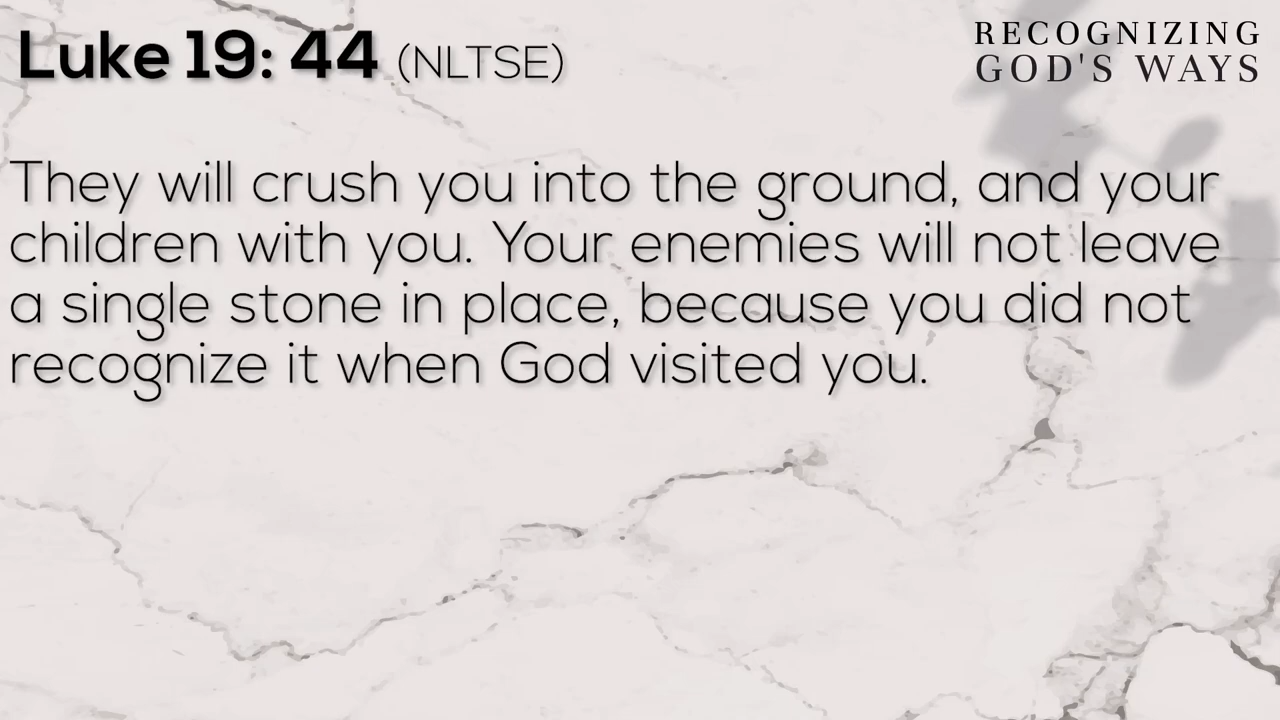 Luke 19: 44 (NLTSE)
RECOGNIZING
GOD'S WAYS
They will crush you into the ground, and your
children with you. Your enemies will not leave
a single stone in place, because you did not
recognize it when God visited you.